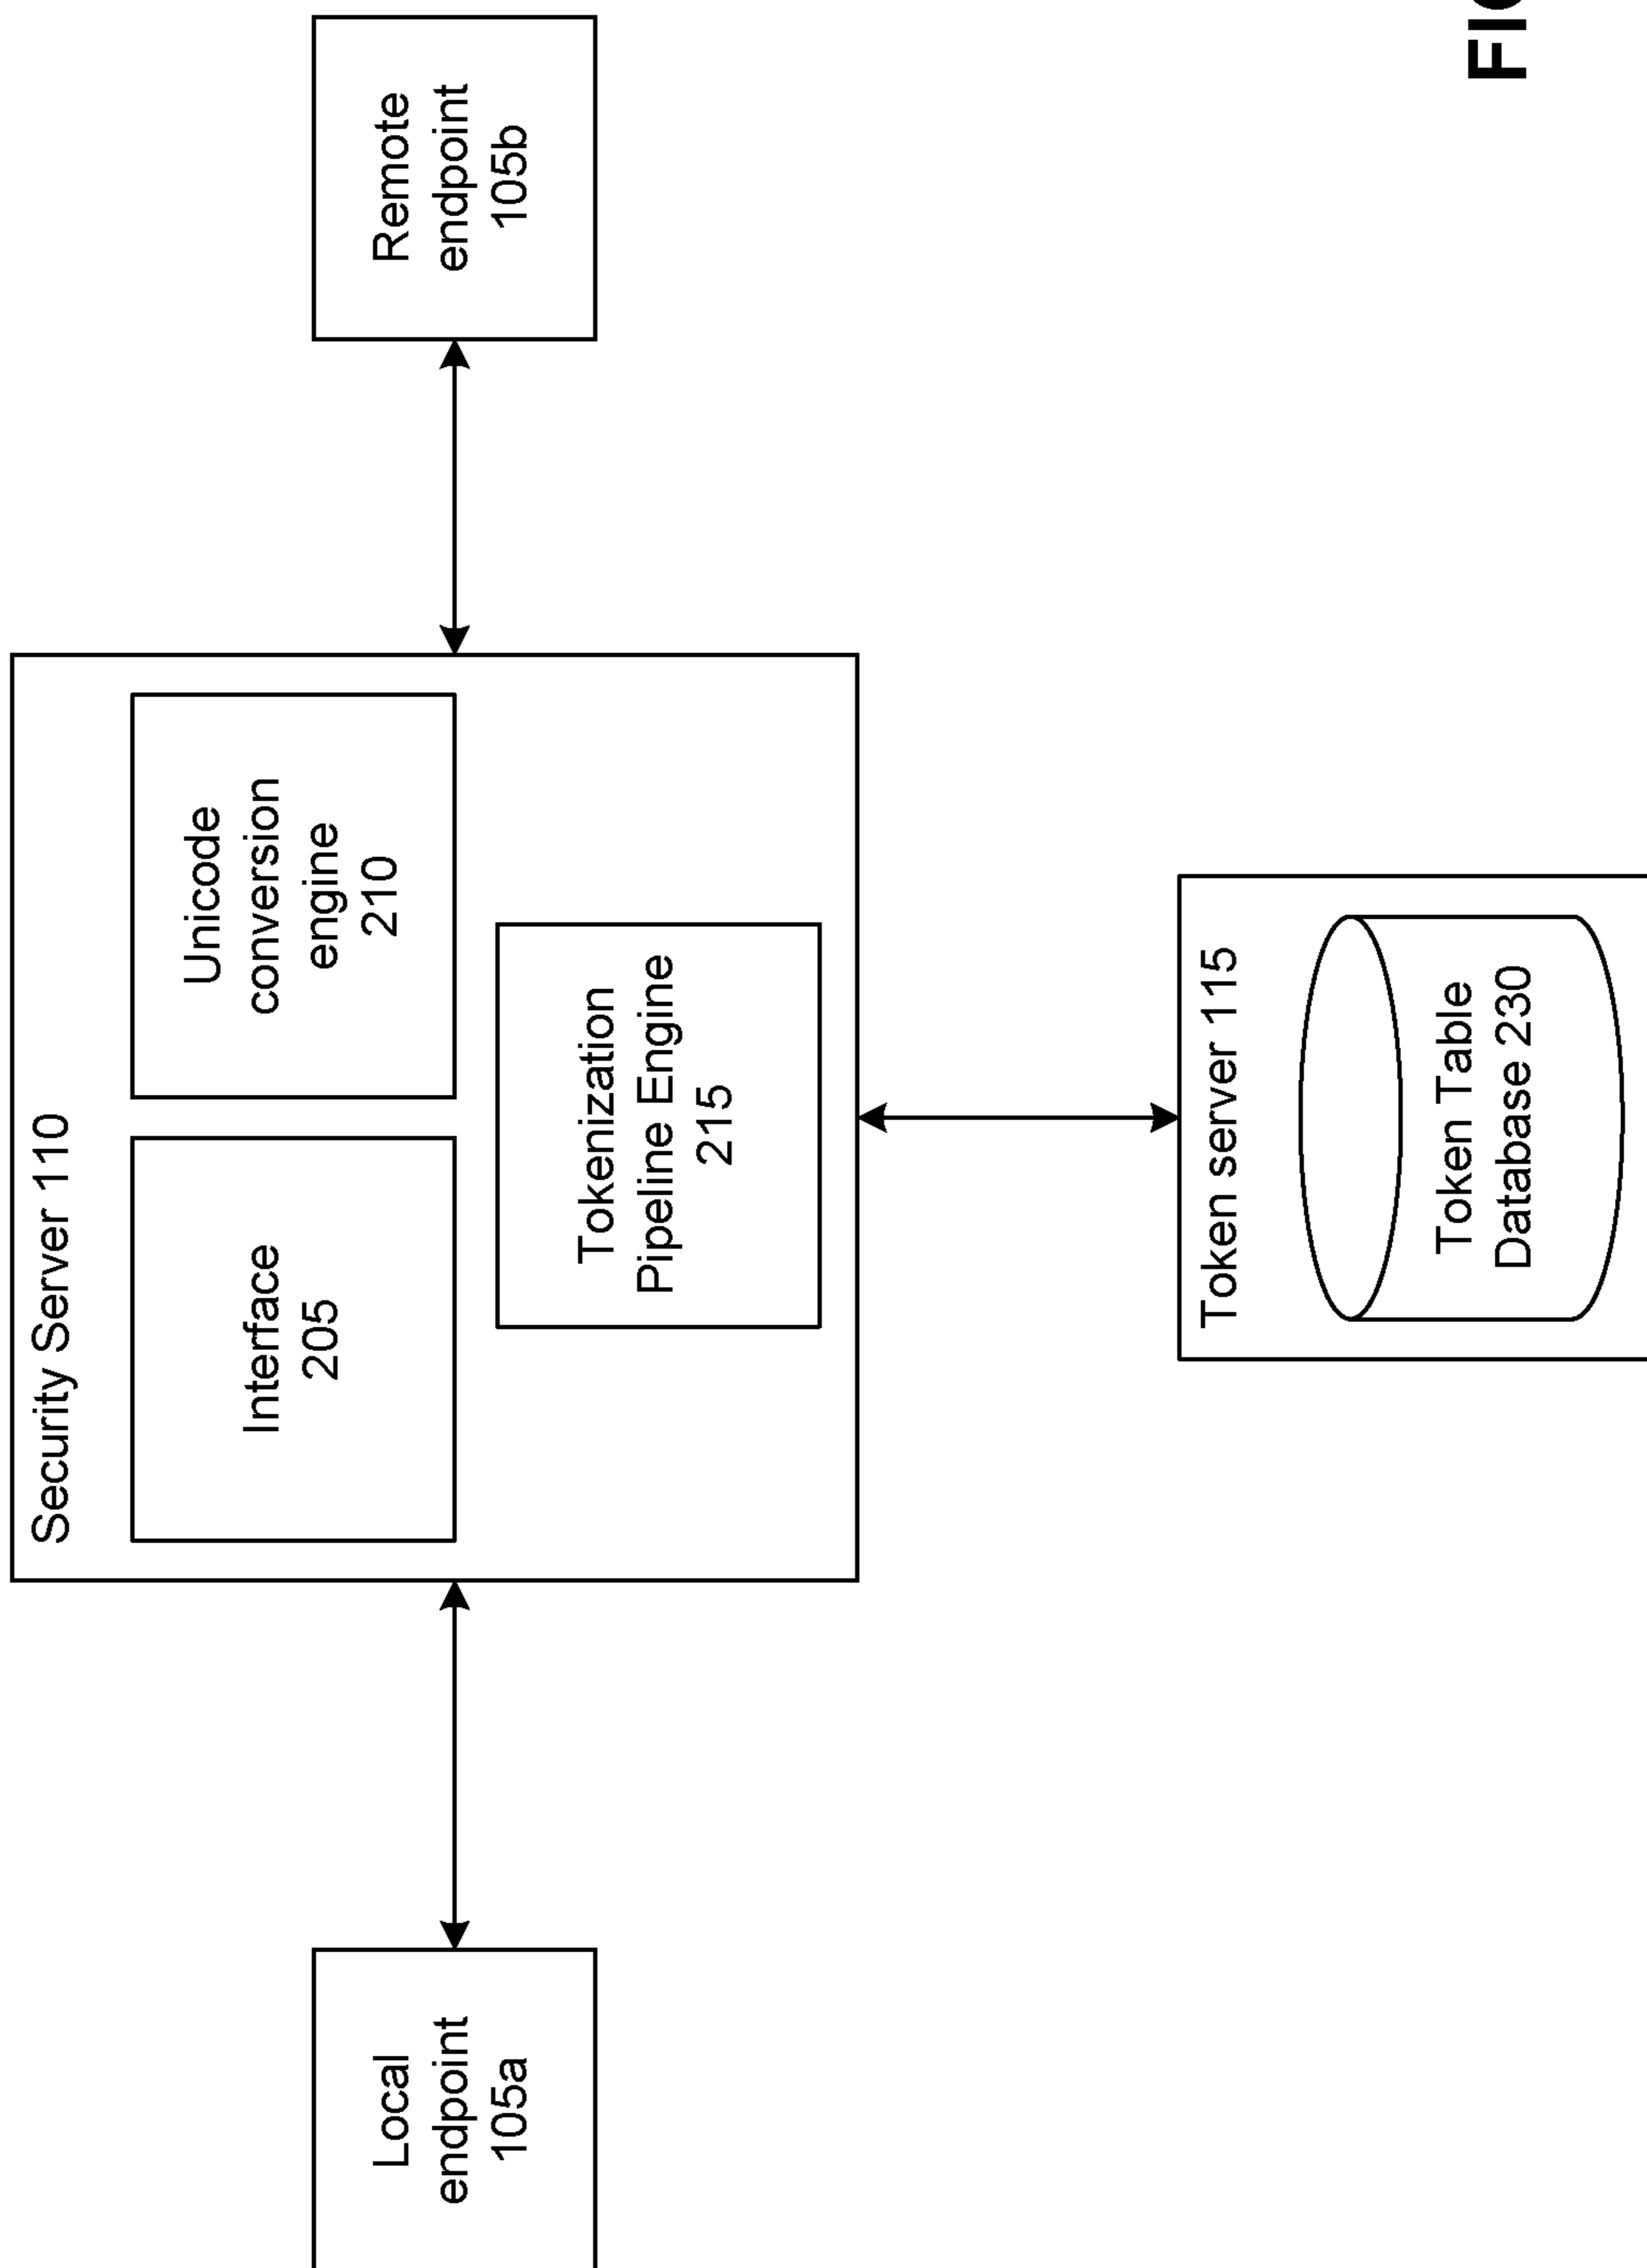 Security Server 110
Interface
205
Unicode
conversion
engine
210
Tokenization
Pipeline Engine
215
Local
endpoint
105a
Remote
endpoint
105b
Token server 115
Token Table
Database 230